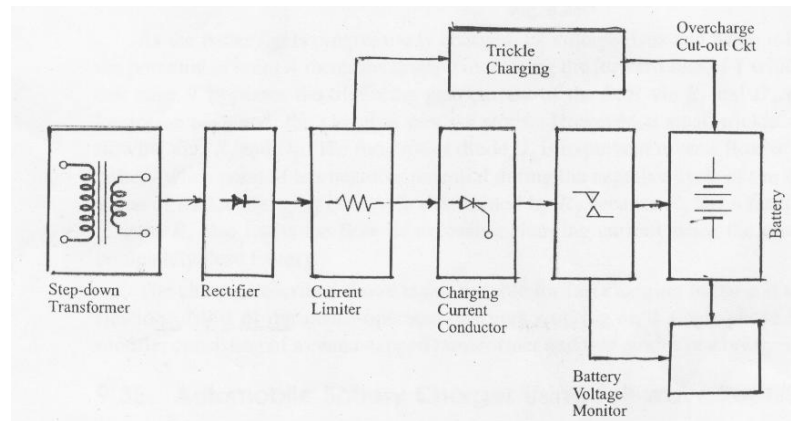 Trickle
Charging
Overcharge
Cut-out Ckt
Battery
Step-down
Transformer
Rectifier
Current
Limiter
Charging
Current
Conductor
Battery
Voltage
Monitor